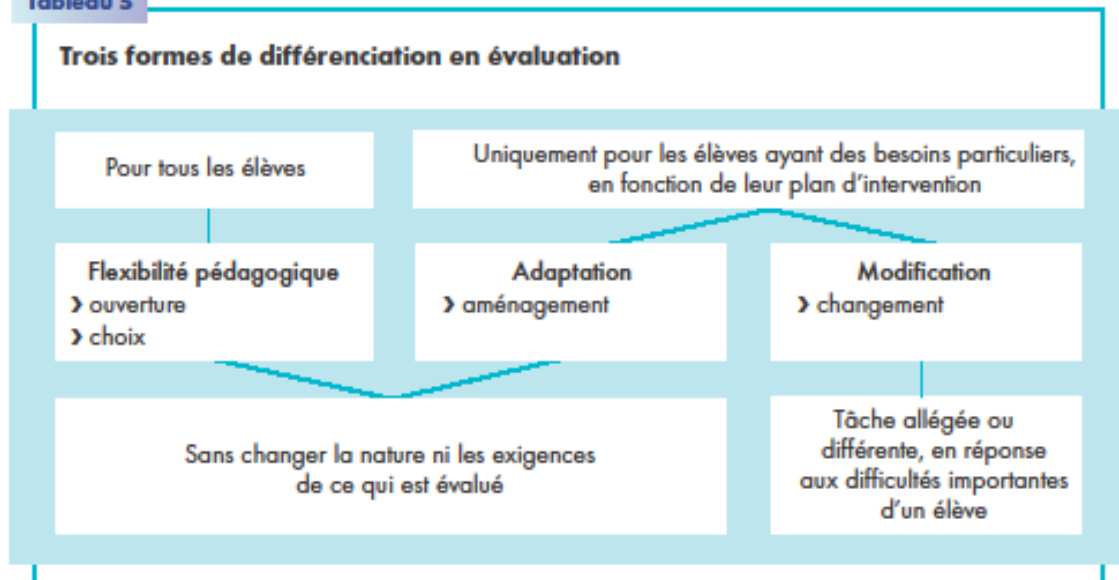 Tableau 5
Trois formes de différenciation en évaluation
Pour tous les élèves
Uniquement pour les élèves ayant des besoins particuliers,
en fonction de leur plan d'intervention
Flexibilité pédagogique
❯ ouverture
❯ choix
Adaptation
❯ aménagement
Modification
❯ changement
Sans changer la nature ni les exigences
de ce qui est évalué
Tâche allégée ou
différente, en réponse
aux difficultés importantes
d'un élève